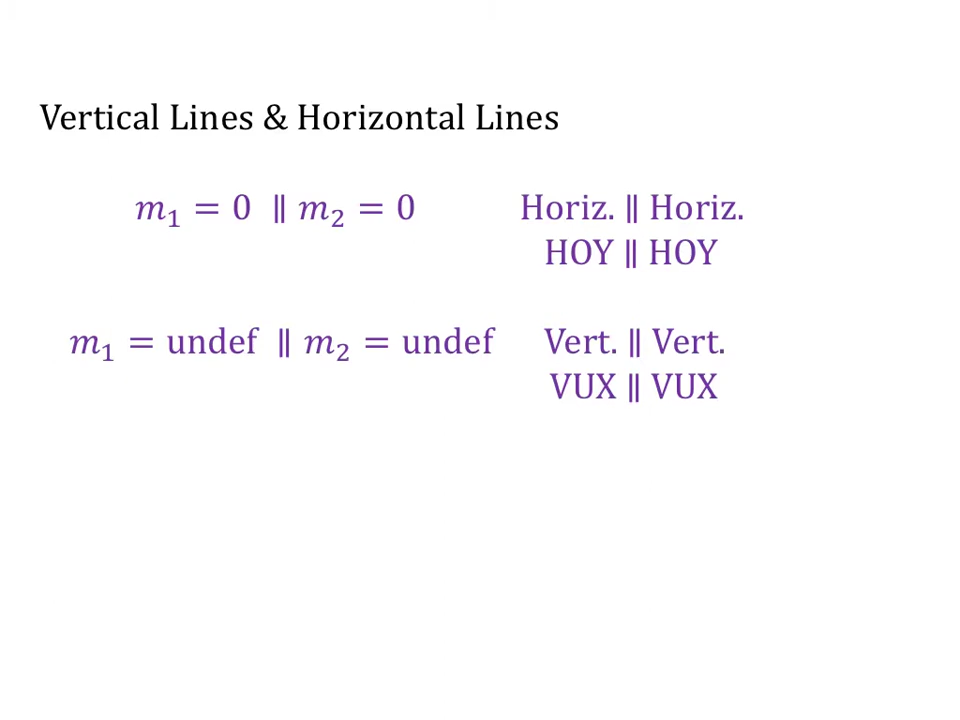 Vertical Lines & Horizontal Lines
m₁ = 0 ∥ m₂ = 0 Horiz. ∥ Horiz.
HOY ∥ HOY
m₁ = undef ∥ m₂ = undef Vert. ∥ Vert.
VUX ∥ VUX